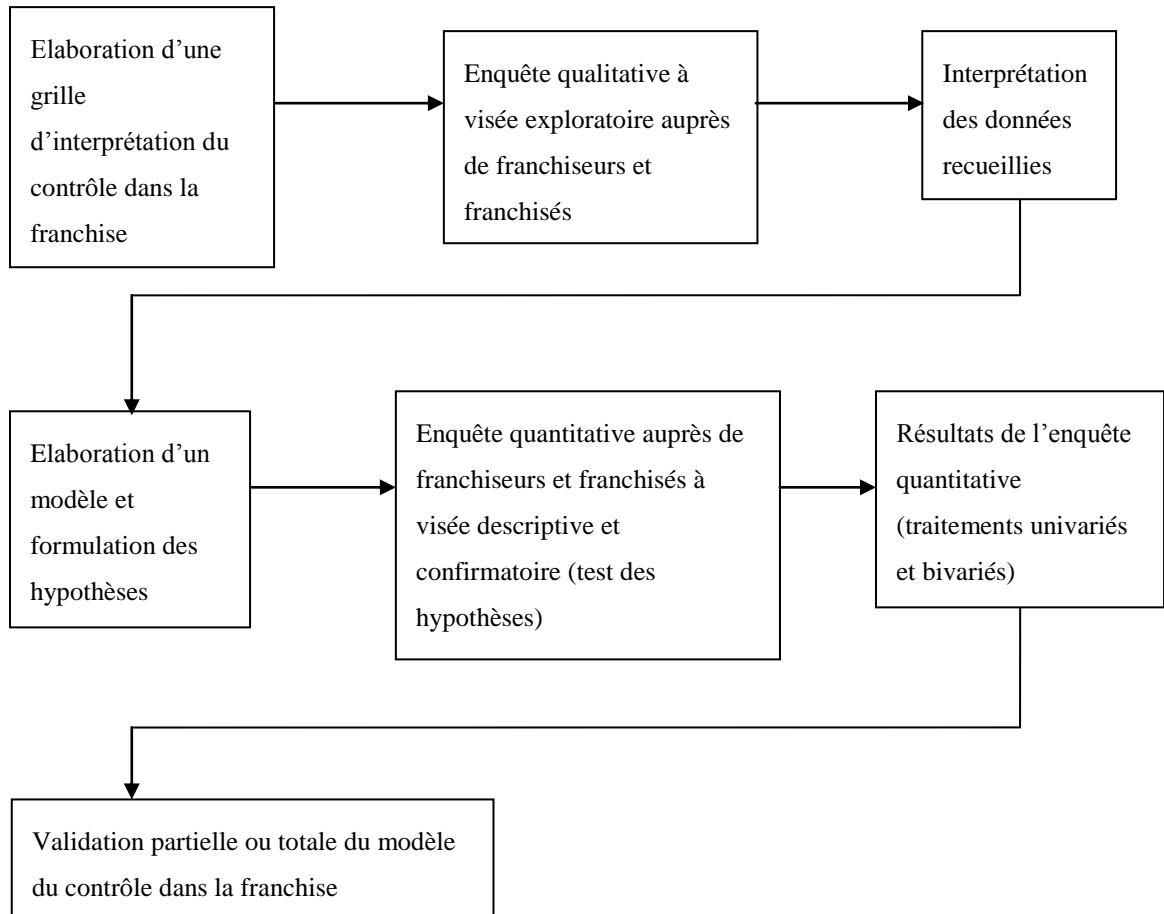 Elaboration d’une
grille
d’interprétation du
contrôle dans la
franchise
Enquête qualitative à
visée exploratoire auprès
de franchiseurs et
franchisés
Interprétation
des données
recueillies
Elaboration d’un
modèle et
formulation des
hypothèses
Enquête quantitative auprès de
franchiseurs et franchisés à
visée descriptive et
confirmatoire (test des
hypothèses)
Résultats de l’enquête
quantitative
(traitements univariés
et bivariés)
Validation partielle ou totale du modèle
du contrôle dans la franchise